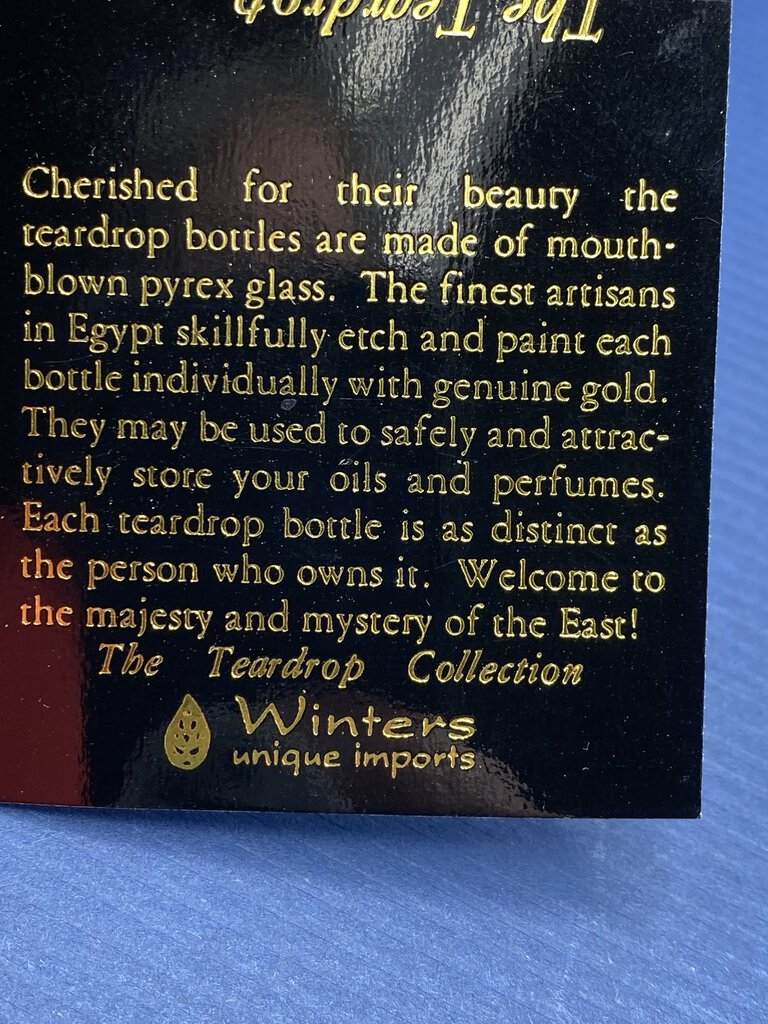 The Teardrop
Cherished for their beauty the
teardrop bottles are made of mouth-
blown pyrex glass. The finest artisans
in Egypt skillfully etch and paint each
bottle individually with genuine gold.
They may be used to safely and attrac-
tively store your oils and perfumes.
Each teardrop bottle is as distinct as
the person who owns it. Welcome to
the majesty and mystery of the East!
The Teardrop Collection
Winters
unique imports